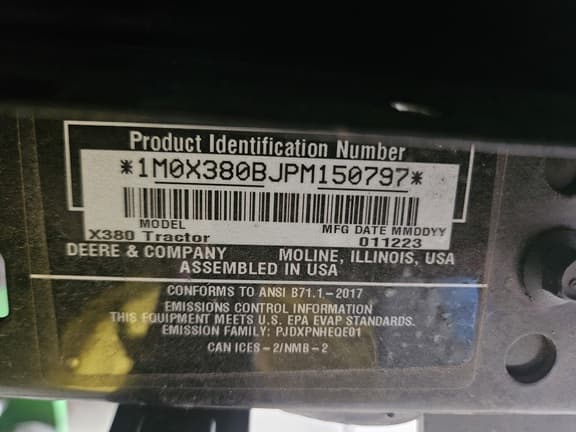 Product Identification Number
*1M0X380BJPM150797*
MODEL MFG DATE MMDDYY
X380 Tractor 011223
DEERE & COMPANY MOLINE, ILLINOIS, USA
ASSEMBLED IN USA
CONFORMS TO ANSI B71.1-2017
EMISSIONS CONTROL INFORMATION
THIS EQUIPMENT MEETS U.S. EPA EVAP STANDARDS.
EMISSION FAMILY: PJDXPNHEQE01
CAN ICES-2/NMB-2